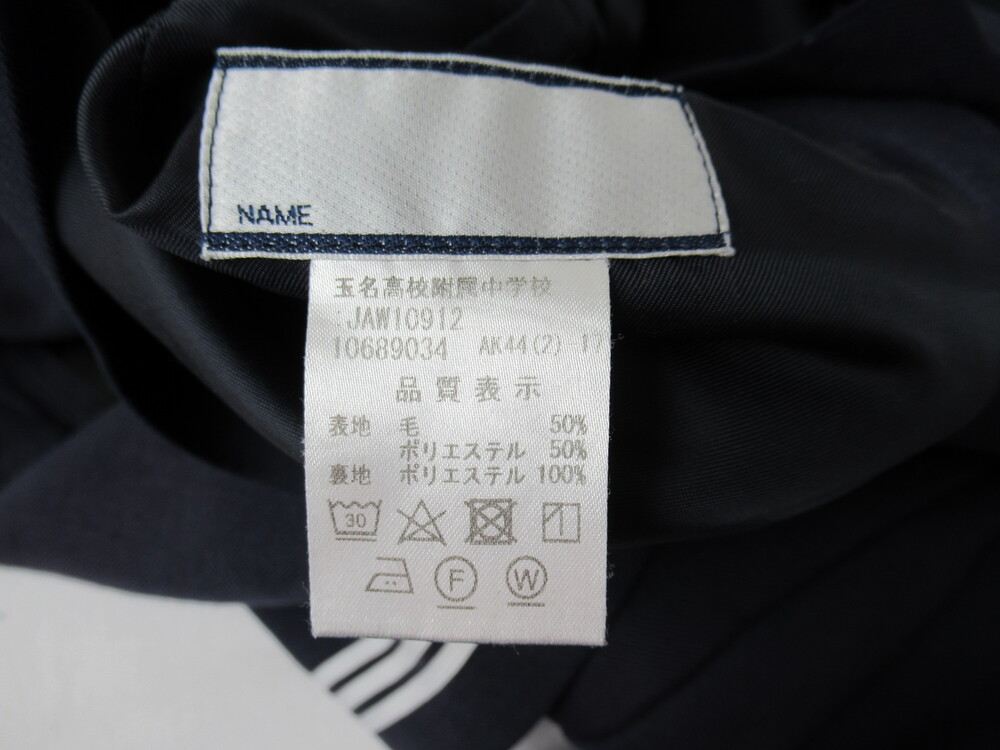 NAME
玉名高校附属中学校
:JAW10912
10689034 AK44(2) 17
品質表示
表地 毛 50%
ポリエステル 50%
裏地 ポリエステル 100%
30
F W